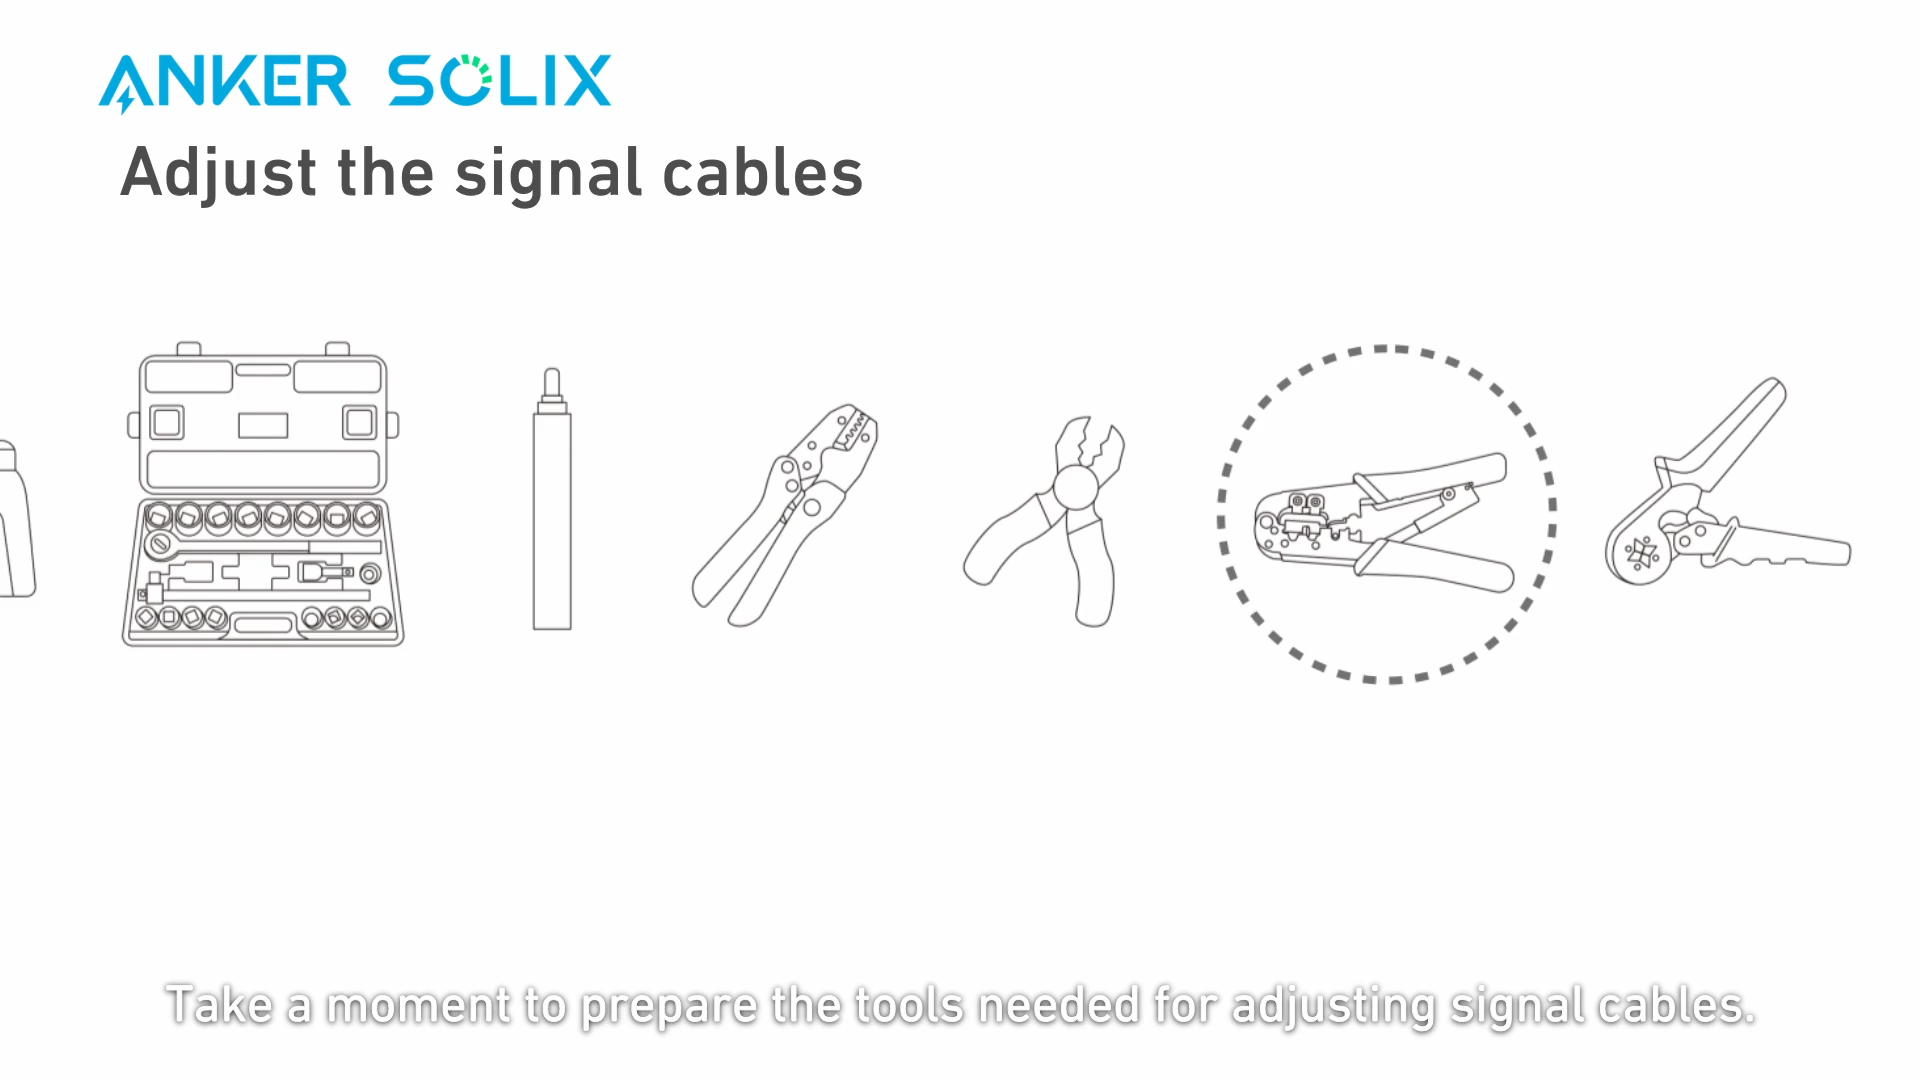 ANKER SOLIX
Adjust the signal cables
Take a moment to prepare the tools needed for adjusting signal cables.